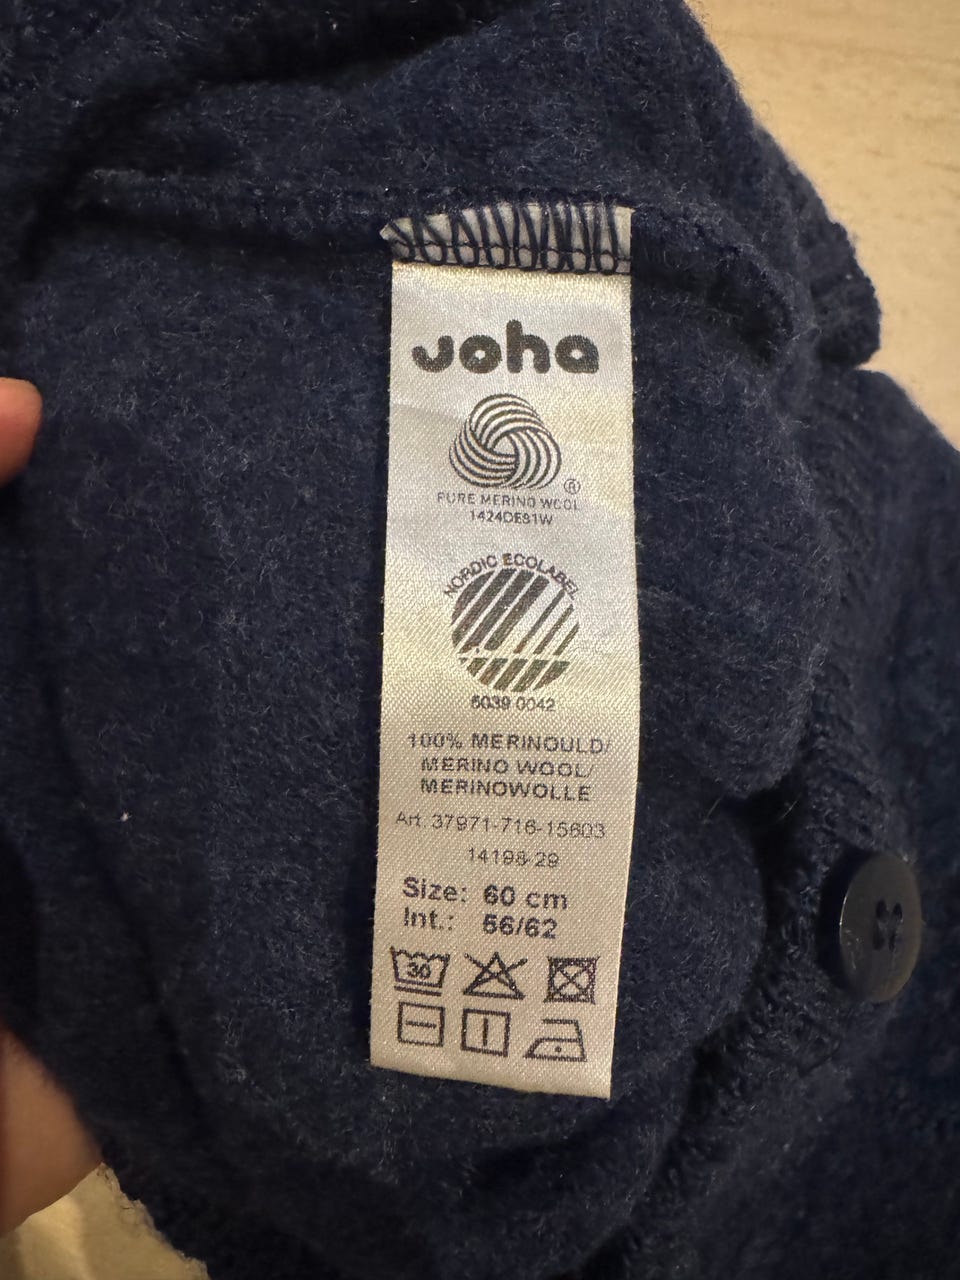 joha
®
PURE MERINO WOOL
1424DE81W
NORDIC ECOLABEL
5039 0042
100% MERINOULD/
MERINO WOOL/
MERINOWOLLE
Art. 37971-716-15603
14198-29
Size: 60 cm
Int.: 56/62
30